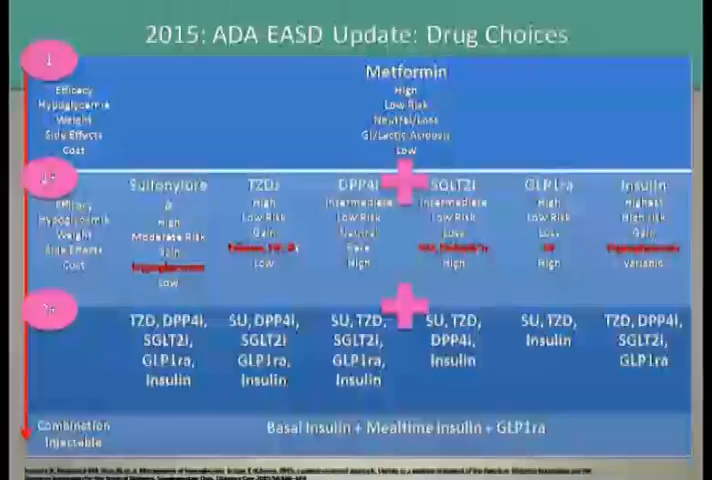 2015: ADA EASD Update: Drug Choices
Metformin
Efficacy High
Hypoglycemia Low Risk
Weight Neutral/Loss
Side Effects GI/Lactic Acidosis
Cost Low
Sulfonylure TZDs DPP4i SGLT2i GLP1ra Insulin
a
Efficacy High High Intermediate Intermediate High Highest
Hypoglycemia Moderate Risk Low Risk Low Risk Low Risk Low Risk High risk
Weight Gain Gain Neutral Loss Loss Gain
Side Effects Hypoglycemia Rare GI Hypoglycemia
Cost Low Low High High High Variable
TZD, DPP4i, SU, DPP4i, SU, TZD, SU, TZD, SU, TZD, TZD, DPP4i,
SGLT2i, SGLT2i SGLT2i, DPP4i, Insulin SGLT2i,
GLP1ra, GLP1ra, GLP1ra, Insulin GLP1ra
Insulin Insulin Insulin
Combination
Injectable
Basal Insulin + Mealtime Insulin + GLP1ra